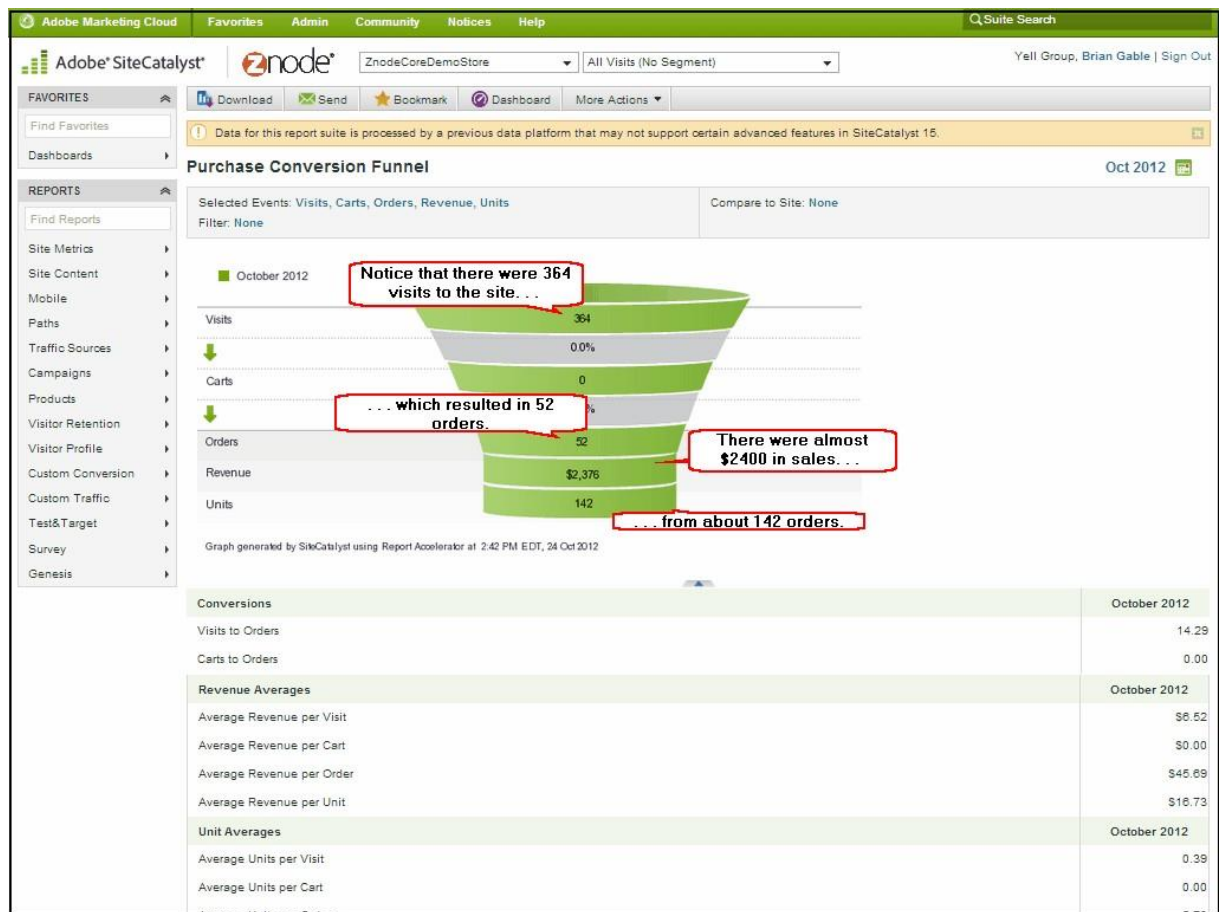 Adobe Marketing Cloud Favorites Admin Community Notices Help Suite Search
Adobe® SiteCatalyst® znode® ZnodeCoreDemoStore All Visits (No Segment) Yell Group, Brian Gable | Sign Out
FAVORITES
Find Favorites
Dashboards
REPORTS
Find Reports
Site Metrics
Site Content
Mobile
Paths
Traffic Sources
Campaigns
Products
Visitor Retention
Visitor Profile
Custom Conversion
Custom Traffic
Test&Target
Survey
Genesis
Download Send Bookmark Dashboard More Actions
Data for this report suite is processed by a previous data platform that may not support certain advanced features in SiteCatalyst 15.
Purchase Conversion Funnel Oct 2012
Selected Events: Visits, Carts, Orders, Revenue, Units Compare to Site: None
Filter: None
October 2012
Notice that there were 364
visits to the site. . .
Visits 364
0.0%
Carts 0
. . . which resulted in 52
orders.
%
Orders 52
There were almost
$2400 in sales. . .
Revenue $2,376
Units 142
. . . from about 142 orders.
Graph generated by SiteCatalyst using Report Accelerator at 2:42 PM EDT, 24 Oct 2012
Conversions October 2012
Visits to Orders 14.29
Carts to Orders 0.00
Revenue Averages October 2012
Average Revenue per Visit $6.52
Average Revenue per Cart $0.00
Average Revenue per Order $45.69
Average Revenue per Unit $16.73
Unit Averages October 2012
Average Units per Visit 0.39
Average Units per Cart 0.00